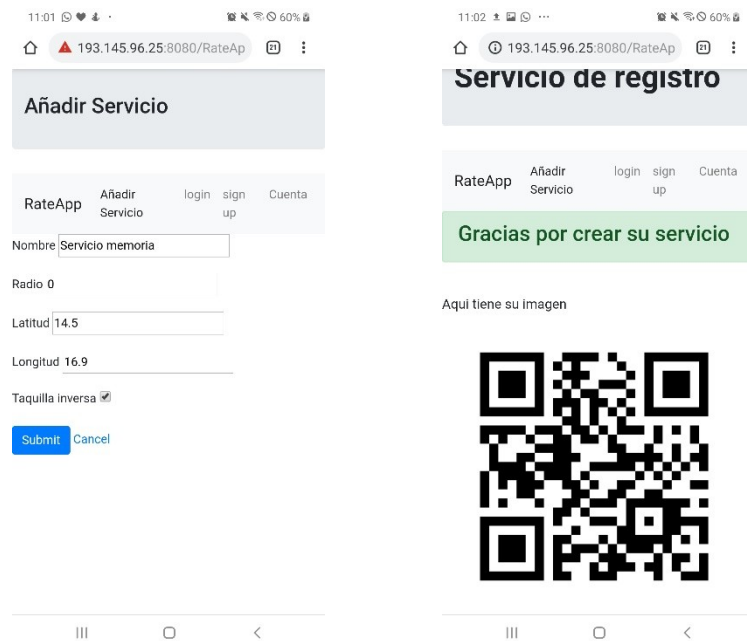 11:01
60%
193.145.96.25:8080/RateAp
21
Añadir Servicio
RateApp
Añadir Servicio
login
sign up
Cuenta
Nombre Servicio memoria
Radio 0
Latitud 14.5
Longitud 16.9
Taquilla inversa
Submit Cancel
11:02
60%
193.145.96.25:8080/RateAp
21
Servicio de registro
RateApp
Añadir Servicio
login
sign up
Cuenta
Gracias por crear su servicio
Aqui tiene su imagen